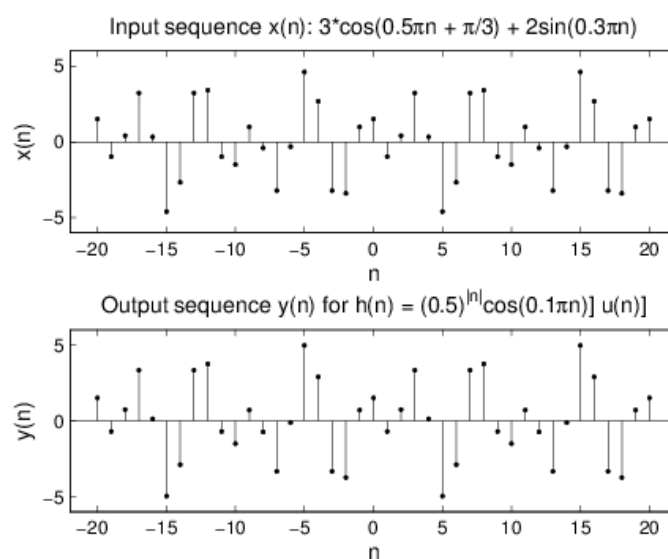 Input sequence x(n): 3*cos(0.5πn + π/3) + 2sin(0.3πn)
5
0
−5
x(n)
−20 −15 −10 −5 0 5 10 15 20
n
Output sequence y(n) for h(n) = (0.5)^|n|cos(0.1πn)] u(n)]
5
0
−5
y(n)
−20 −15 −10 −5 0 5 10 15 20
n